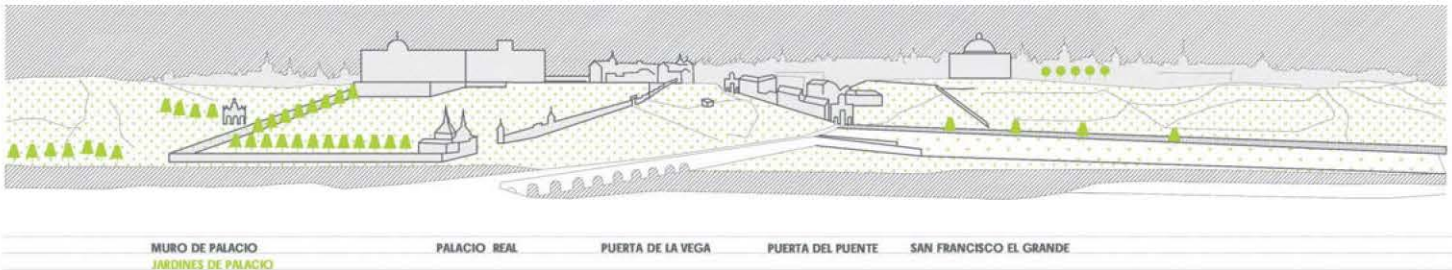 MURO DE PALACIO PALACIO REAL PUERTA DE LA VEGA PUERTA DEL PUENTE SAN FRANCISCO EL GRANDE
JARDINES DE PALACIO